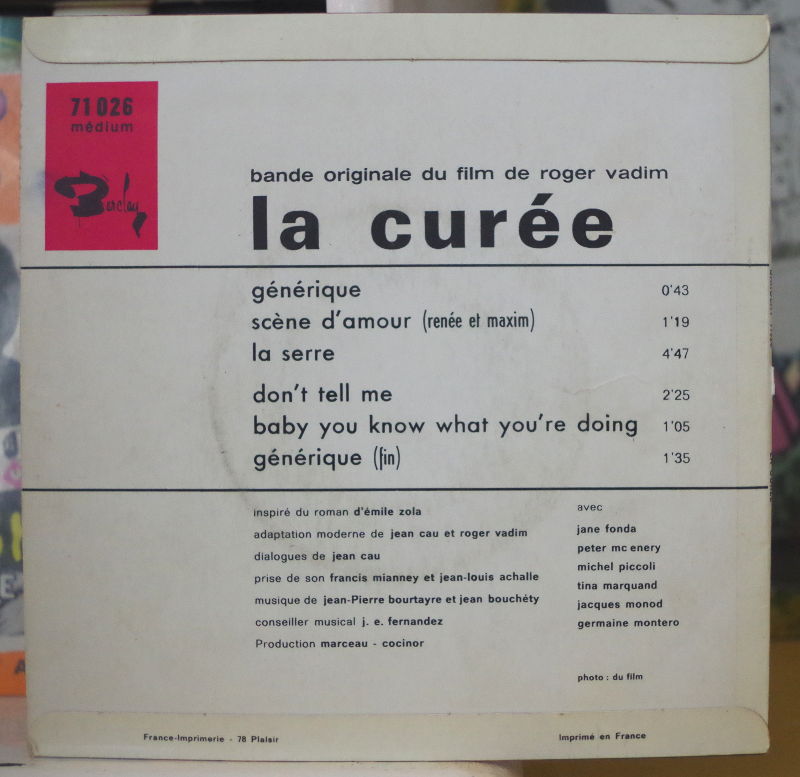 71 026
médium
Barclay
bande originale du film de roger vadim
la curée
générique 0'43
scène d'amour (renée et maxim) 1'19
la serre 4'47
don't tell me 2'25
baby you know what you're doing 1'05
générique (fin) 1'35
inspiré du roman d'émile zola
adaptation moderne de jean cau et roger vadim
dialogues de jean cau
prise de son francis mianney et jean-louis achalle
musique de jean-Pierre bourtayre et jean bouchéty
conseiller musical j. e. fernandez
Production marceau - cocinor
avec
jane fonda
peter mc enery
michel piccoli
tina marquand
jacques monod
germaine montero
photo : du film
France-Imprimerie - 78 Plaisir
Imprimé en France